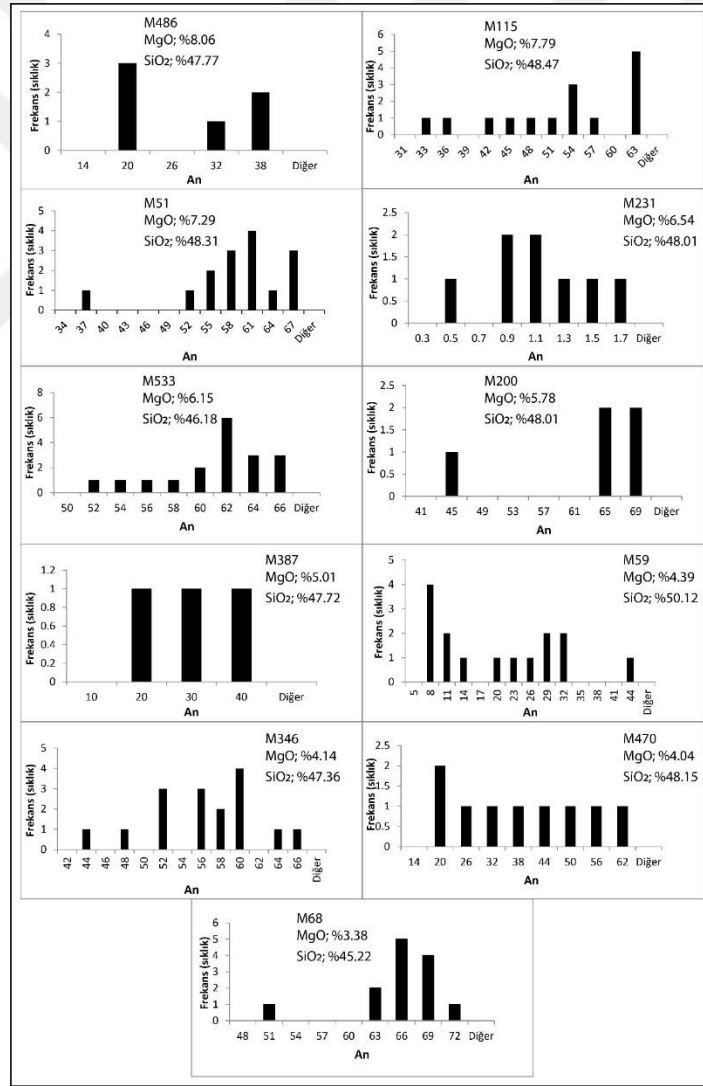 M486
MgO; %8.06
SiO₂; %47.77
Frekans (sıklık)
4
3
2
1
0
14 20 26 32 38 Diğer
An
M115
MgO; %7.79
SiO₂; %48.47
Frekans (sıklık)
6
5
4
3
2
1
0
31 33 36 39 42 45 48 51 54 57 60 63 Diğer
An
M51
MgO; %7.29
SiO₂; %48.31
Frekans (sıklık)
5
4
3
2
1
0
34 37 40 43 46 49 52 55 58 61 64 67 Diğer
An
M231
MgO; %6.54
SiO₂; %48.01
Frekans (sıklık)
2.5
2
1.5
1
0.5
0
0.3 0.5 0.7 0.9 1.1 1.3 1.5 1.7 Diğer
An
M533
MgO; %6.15
SiO₂; %46.18
Frekans (sıklık)
8
6
4
2
0
50 52 54 56 58 60 62 64 66 Diğer
An
M200
MgO; %5.78
SiO₂; %48.01
Frekans (sıklık)
2.5
2
1.5
1
0.5
0
41 45 49 53 57 61 65 69 Diğer
An
M387
MgO; %5.01
SiO₂; %47.72
Frekans (sıklık)
1.2
1
0.8
0.6
0.4
0.2
0
10 20 30 40 Diğer
An
M59
MgO; %4.39
SiO₂; %50.12
Frekans (sıklık)
5
4
3
2
1
0
5 8 11 14 17 20 23 26 29 32 35 38 41 44 Diğer
An
M346
MgO; %4.14
SiO₂; %47.36
Frekans (sıklık)
5
4
3
2
1
0
42 44 46 48 50 52 54 56 58 60 62 64 66 Diğer
An
M470
MgO; %4.04
SiO₂; %48.15
Frekans (sıklık)
2.5
2
1.5
1
0.5
0
14 20 26 32 38 44 50 56 62 Diğer
An
M68
MgO; %3.38
SiO₂; %45.22
Frekans (sıklık)
6
5
4
3
2
1
0
48 51 54 57 60 63 66 69 72 Diğer
An